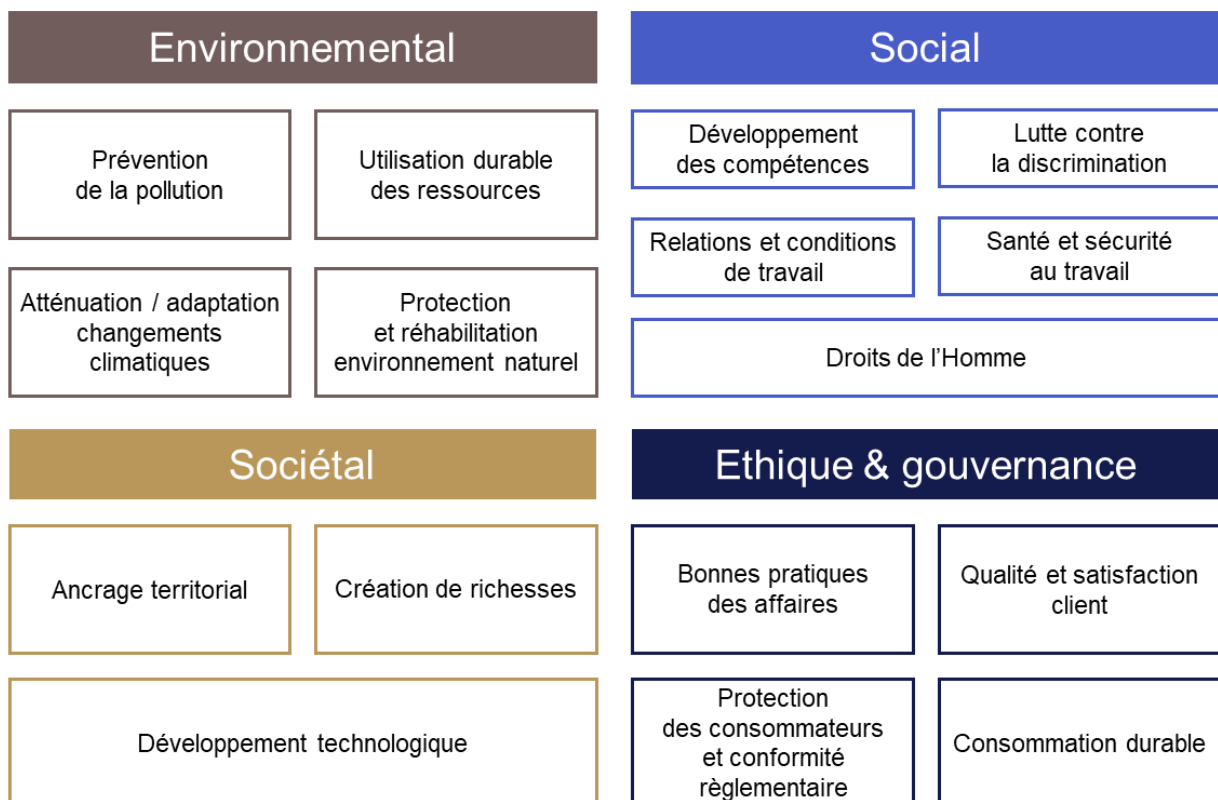 Environnemental
Prévention
de la pollution
Utilisation durable
des ressources
Atténuation / adaptation
changements
climatiques
Protection
et réhabilitation
environnement naturel
Social
Développement
des compétences
Lutte contre
la discrimination
Relations et conditions
de travail
Santé et sécurité
au travail
Droits de l’Homme
Sociétal
Ancrage territorial
Création de richesses
Développement technologique
Ethique & gouvernance
Bonnes pratiques
des affaires
Qualité et satisfaction
client
Protection
des consommateurs
et conformité
règlementaire
Consommation durable